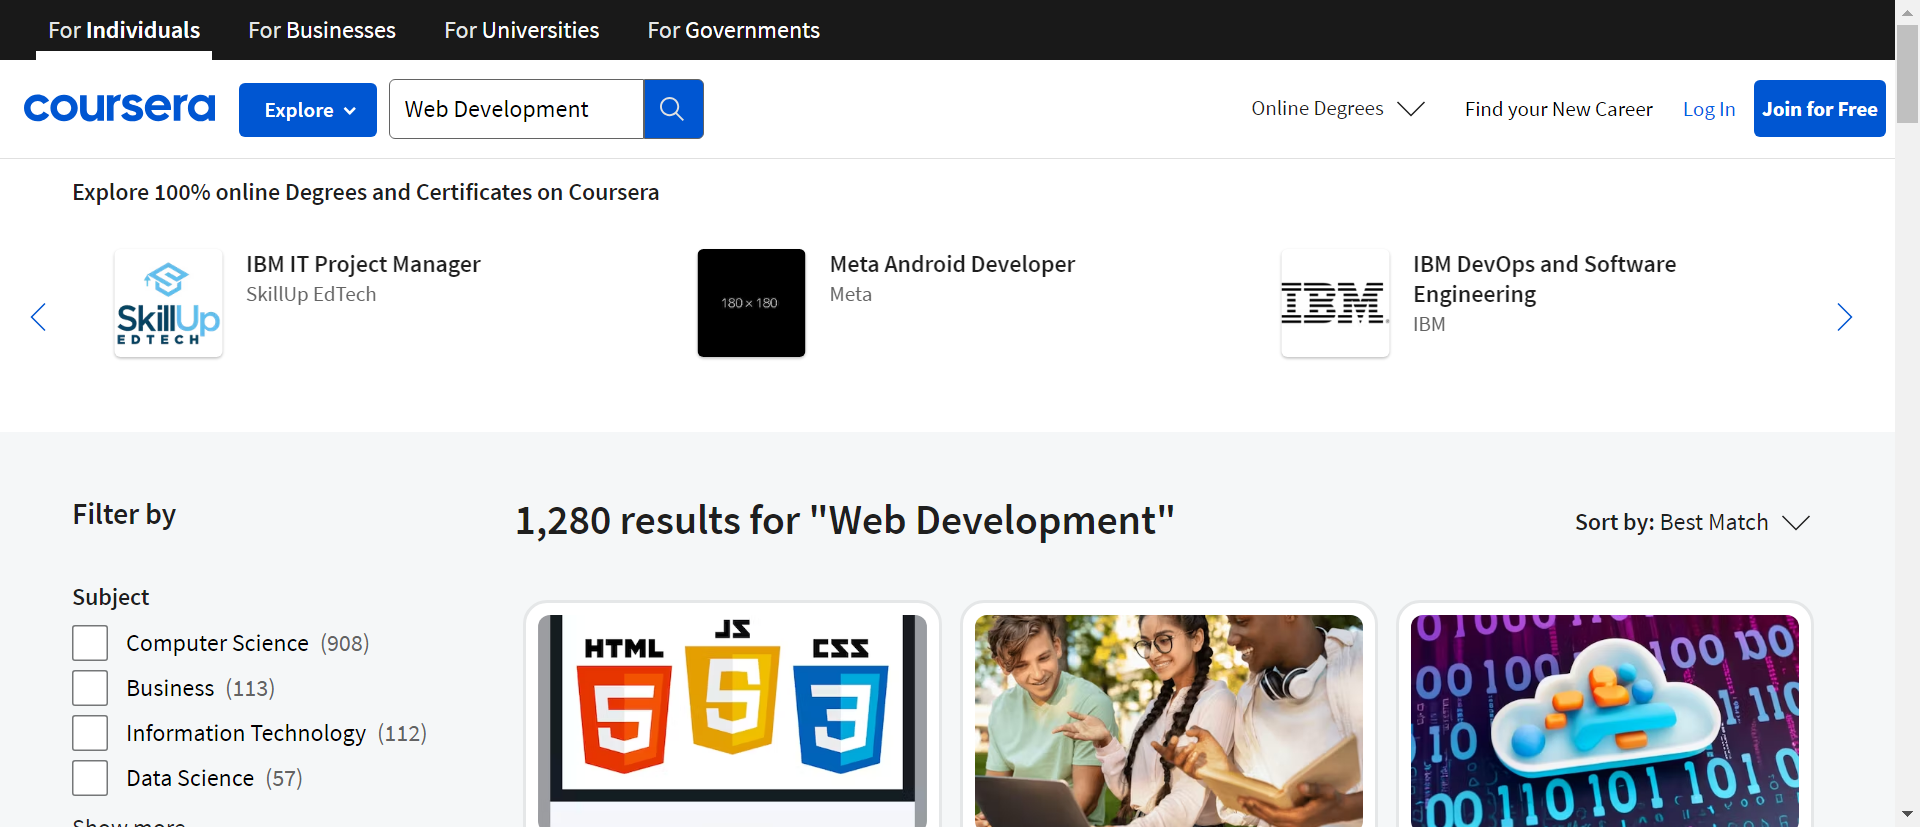 For Individuals
For Businesses
For Universities
For Governments
coursera
Explore
Web Development
Online Degrees
Find your New Career
Log In
Join for Free
Explore 100% online Degrees and Certificates on Coursera
SkillUp
EDTECH
IBM IT Project Manager
SkillUp EdTech
180 × 180
Meta Android Developer
Meta
IBM
IBM DevOps and Software
Engineering
IBM
Filter by
1,280 results for "Web Development"
Sort by: Best Match
Subject
Computer Science (908)
Business (113)
Information Technology (112)
Data Science (57)
Show more
HTML
JS
CSS
5
5
3